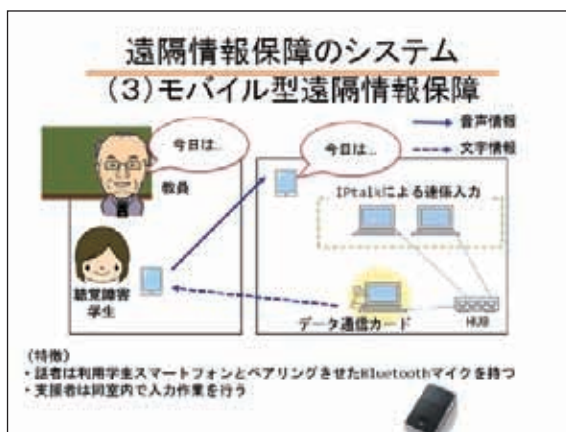 遠隔情報保障のシステム
（3）モバイル型遠隔情報保障
今日は..
今日は..
音声情報
文字情報
教員
IPtalkによる連係入力
聴覚障害
学生
データ通信カード
HUB
（特徴）
・話者は利用学生スマートフォンとペアリングさせたBluetoothマイクを持つ
・支援者は同室内で入力作業を行う